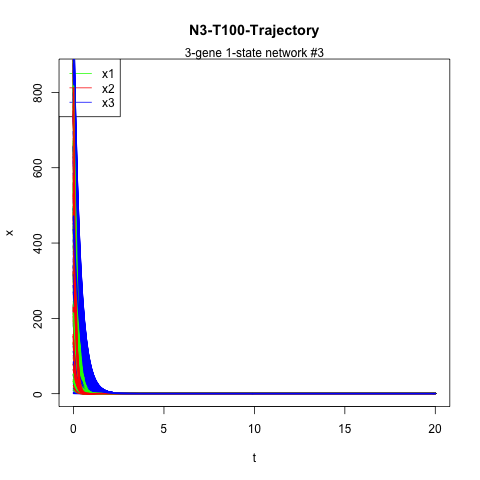 N3-T100-Trajectory
3-gene 1-state network #3
x1
x2
x3
800
600
400
200
0
x
0 5 10 15 20
t